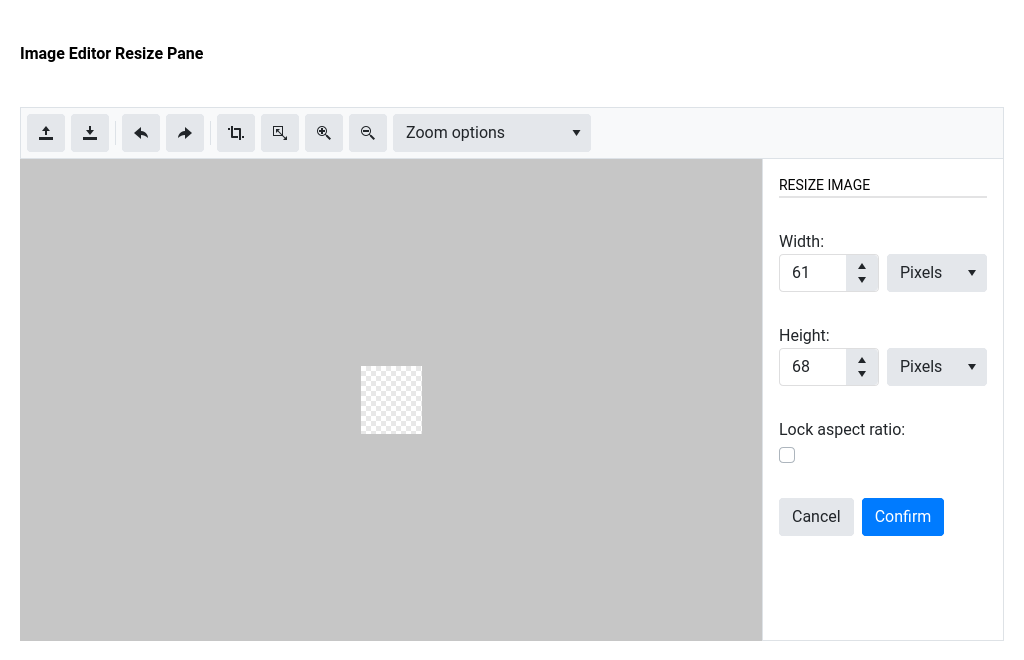 Image Editor Resize Pane
Zoom options
RESIZE IMAGE
Width:
61 Pixels
Height:
68 Pixels
Lock aspect ratio:
Cancel Confirm